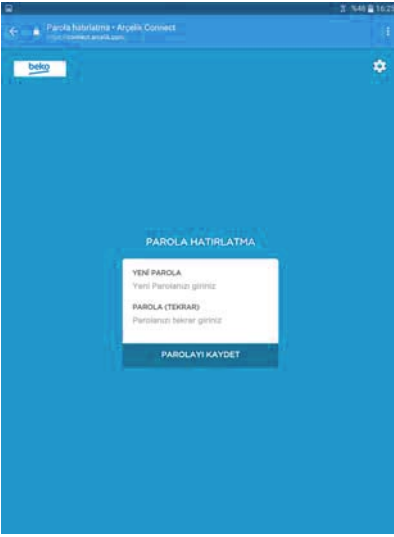 %48 16:25
Parola hatırlatma - Arçelik Connect
https://connect.arcelik.com
beko
PAROLA HATIRLATMA
YENİ PAROLA
Yeni Parolanızı giriniz
PAROLA (TEKRAR)
Parolanızı tekrar giriniz
PAROLAYI KAYDET